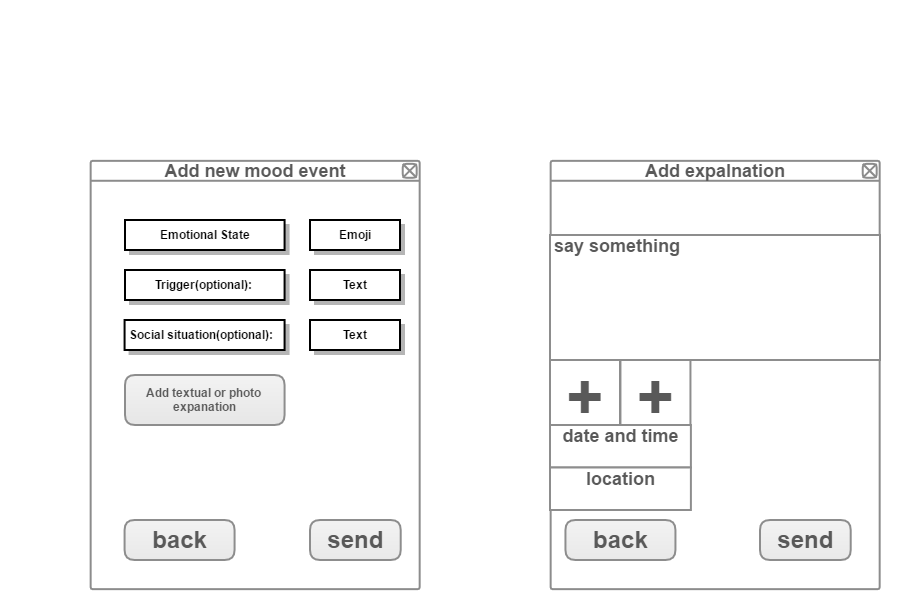 Add new mood event
Emotional State
Emoji
Trigger(optional):
Text
Social situation(optional):
Text
Add textual or photo
expanation
back
send
Add expalnation
say something
+
+
date and time
location
back
send